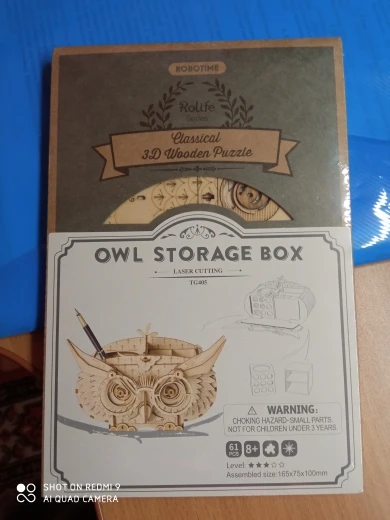 ROBOTIME
Rolife
Series
Classical
3D Wooden Puzzle
OWL STORAGE BOX
LASER CUTTING
TG405
WARNING:
CHOKING HAZARD-SMALL PARTS
NOT FOR CHILDREN UNDER 3 YEARS
61
PCS
8+
Level: ★★★☆☆
Assembled size:165x75x100mm
SHOT ON REDMI 9
AI QUAD CAMERA